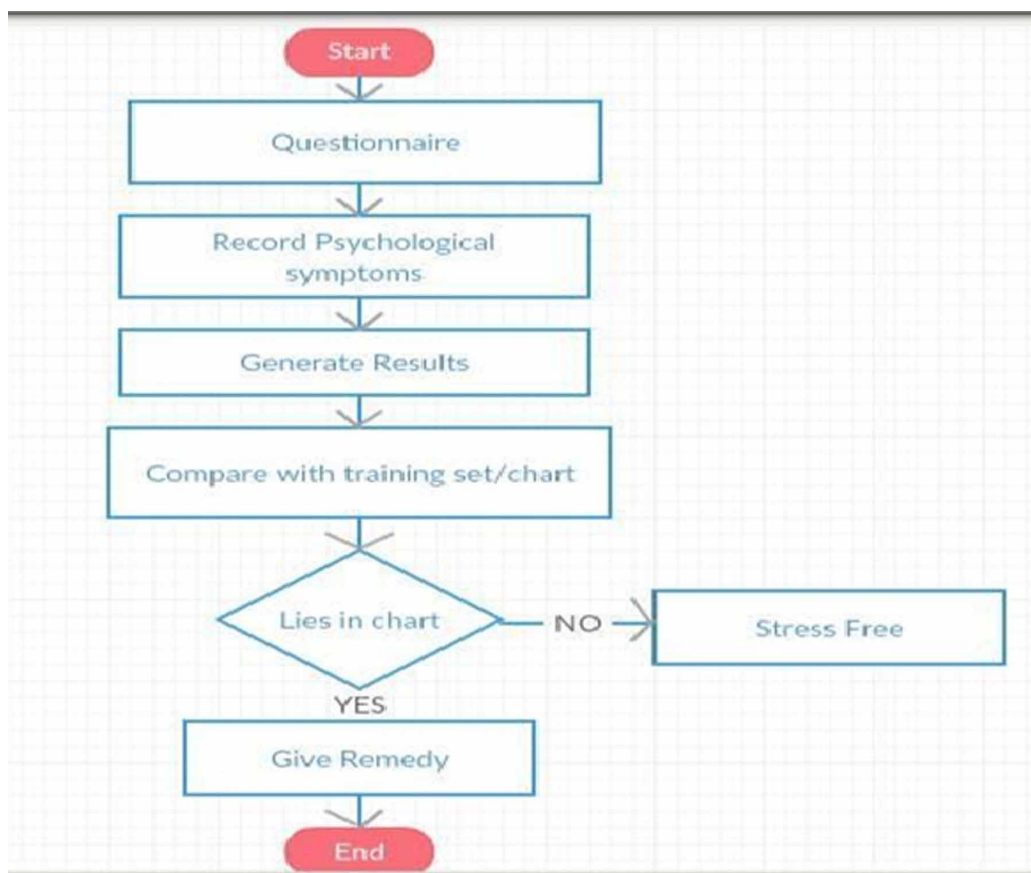 Start
Questionnaire
Record Psychological
symptoms
Generate Results
Compare with training set/chart
Lies in chart
NO
Stress Free
YES
Give Remedy
End